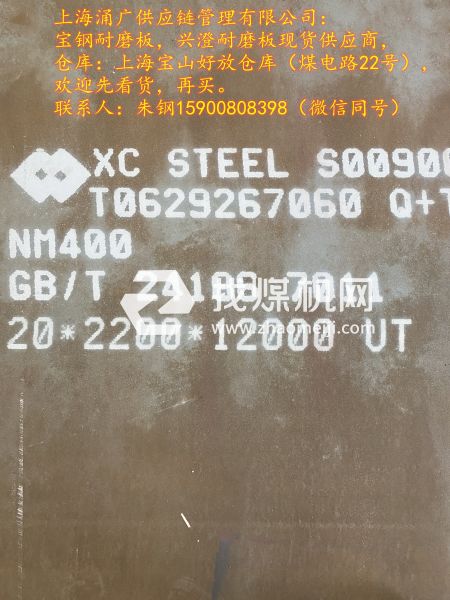 上海涌广供应链管理有限公司：
宝钢耐磨板，兴澄耐磨板现货供应商，
仓库：上海宝山好放仓库（煤电路22号），
欢迎先看货，再买。
联系人：朱钢15900808398（微信同号）
XC STEEL S00900
T0629267060 Q+T
NM400
GB/T 24186 2011
找煤机网
www.zhaomeiji.com
20*2200*12000 UT